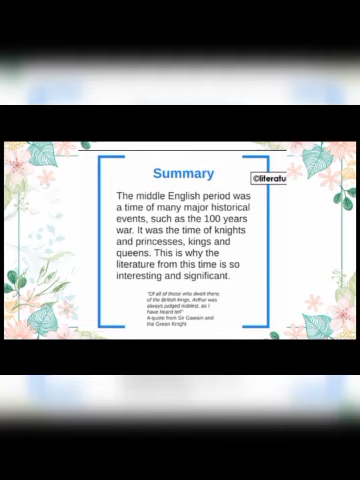 Summary
©literatu
The middle English period was
a time of many major historical
events, such as the 100 years
war. It was the time of knights
and princesses, kings and
queens. This is why the
literature from this time is so
interesting and significant.
"Of all of those who dwelt there,
of the British kings, Arthur was
always judged noblest, as I
have heard tell"
A quote from Sir Gawain and
the Green Knight